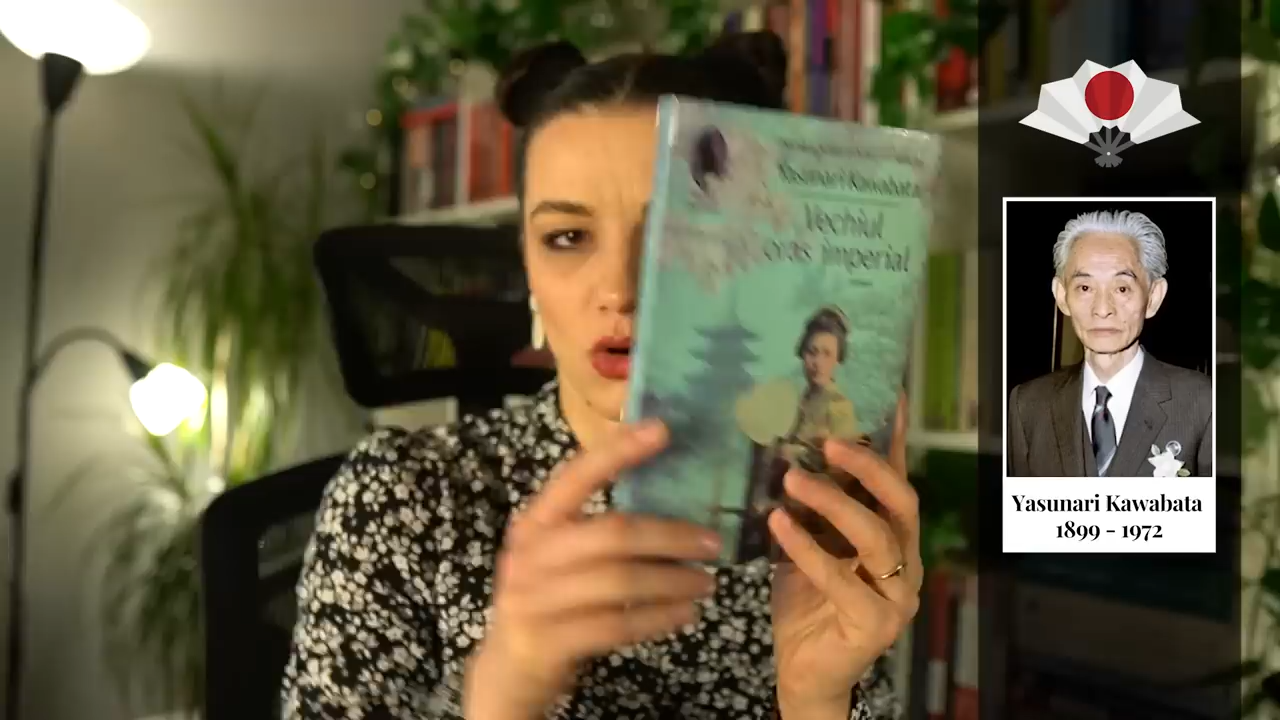 Yasunari Kawabata
Vechiul
oraș imperial
Yasunari Kawabata
1899 - 1972